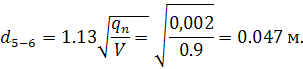 d₅₋₆ = 1.13√(qₙ/V) = √(0,002/0.9) = 0.047 м.